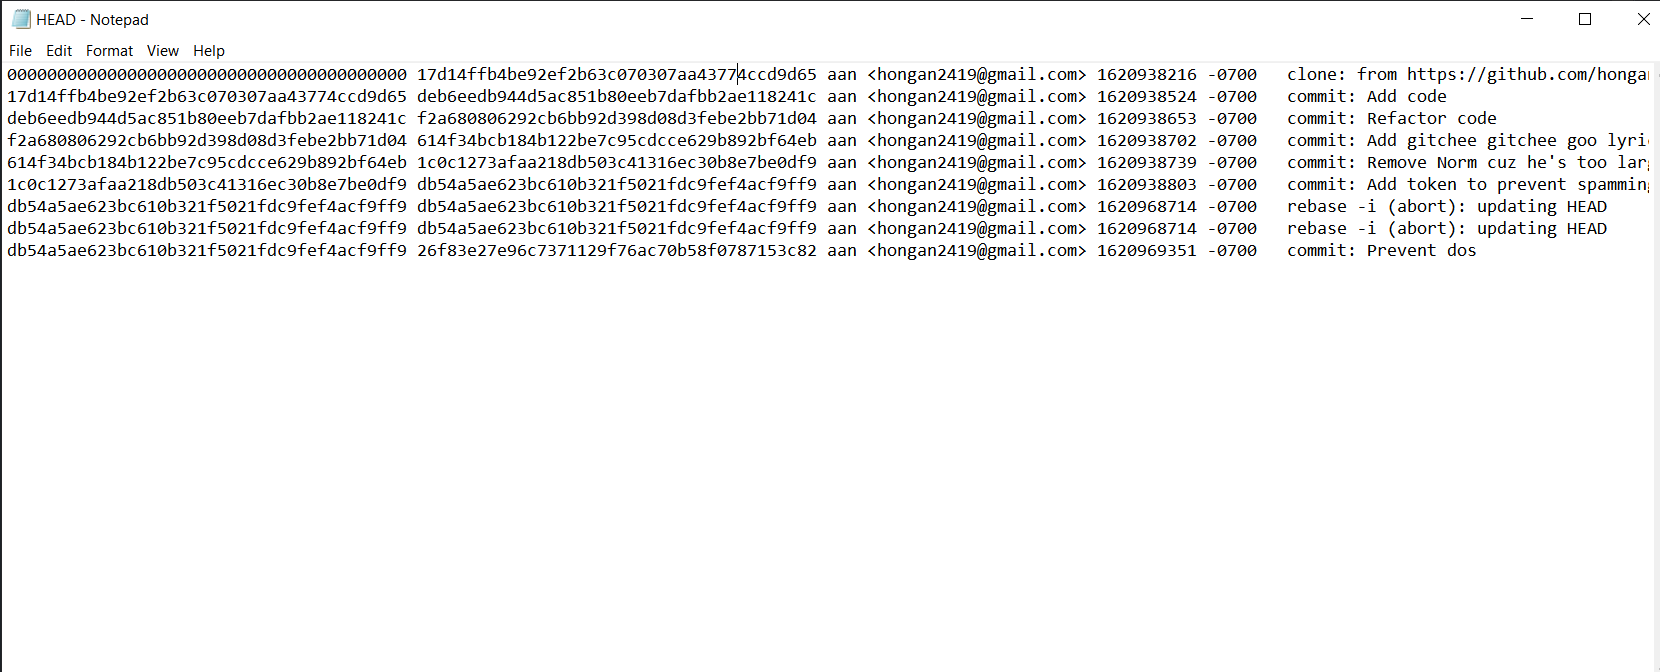 HEAD - Notepad
File Edit Format View Help
0000000000000000000000000000000000000000 17d14ffb4be92ef2b63c070307aa43774ccd9d65 aan <hongan2419@gmail.com> 1620938216 -0700 clone: from https://github.com/hongan
17d14ffb4be92ef2b63c070307aa43774ccd9d65 deb6eedb944d5ac851b80eeb7dafbb2ae118241c aan <hongan2419@gmail.com> 1620938524 -0700 commit: Add code
deb6eedb944d5ac851b80eeb7dafbb2ae118241c f2a680806292cb6bb92d398d08d3febe2bb71d04 aan <hongan2419@gmail.com> 1620938653 -0700 commit: Refactor code
f2a680806292cb6bb92d398d08d3febe2bb71d04 614f34bcb184b122be7c95cdcce629b892bf64eb aan <hongan2419@gmail.com> 1620938702 -0700 commit: Add gitchee gitchee goo lyri
614f34bcb184b122be7c95cdcce629b892bf64eb 1c0c1273afaa218db503c41316ec30b8e7be0df9 aan <hongan2419@gmail.com> 1620938739 -0700 commit: Remove Norm cuz he's too lar
1c0c1273afaa218db503c41316ec30b8e7be0df9 db54a5ae623bc610b321f5021fdc9fef4acf9ff9 aan <hongan2419@gmail.com> 1620938803 -0700 commit: Add token to prevent spammin
db54a5ae623bc610b321f5021fdc9fef4acf9ff9 db54a5ae623bc610b321f5021fdc9fef4acf9ff9 aan <hongan2419@gmail.com> 1620968714 -0700 rebase -i (abort): updating HEAD
db54a5ae623bc610b321f5021fdc9fef4acf9ff9 db54a5ae623bc610b321f5021fdc9fef4acf9ff9 aan <hongan2419@gmail.com> 1620968714 -0700 rebase -i (abort): updating HEAD
db54a5ae623bc610b321f5021fdc9fef4acf9ff9 26f83e27e96c7371129f76ac70b58f0787153c82 aan <hongan2419@gmail.com> 1620969351 -0700 commit: Prevent dos